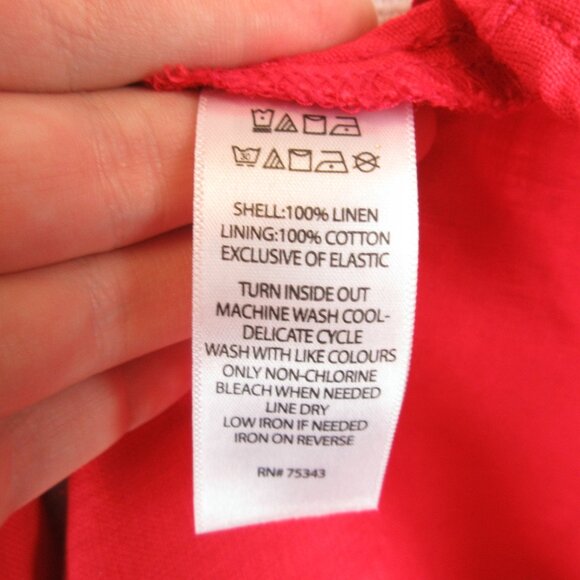 30
SHELL:100% LINEN
LINING:100% COTTON
EXCLUSIVE OF ELASTIC
TURN INSIDE OUT
MACHINE WASH COOL-
DELICATE CYCLE
WASH WITH LIKE COLOURS
ONLY NON-CHLORINE
BLEACH WHEN NEEDED
LINE DRY
LOW IRON IF NEEDED
IRON ON REVERSE
RN# 75343